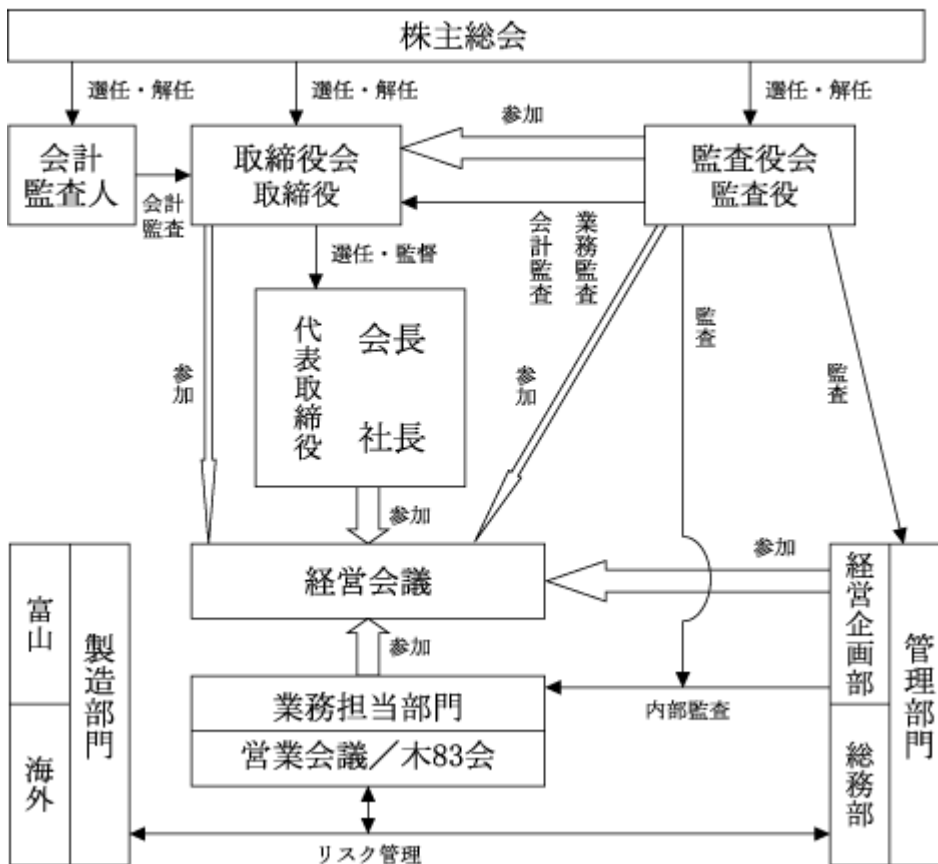 株主総会
選任・解任
選任・解任
選任・解任
会計
監査人
会計
監査
取締役会
取締役
参加
監査役会
監査役
選任・監督
会計監査
業務監査
監査
監査
参加
代表取締役
会長
社長
参加
参加
経営会議
参加
参加
富山
海外
製造部門
業務担当部門
営業会議／木83会
内部監査
経営企画部
総務部
管理部門
リスク管理